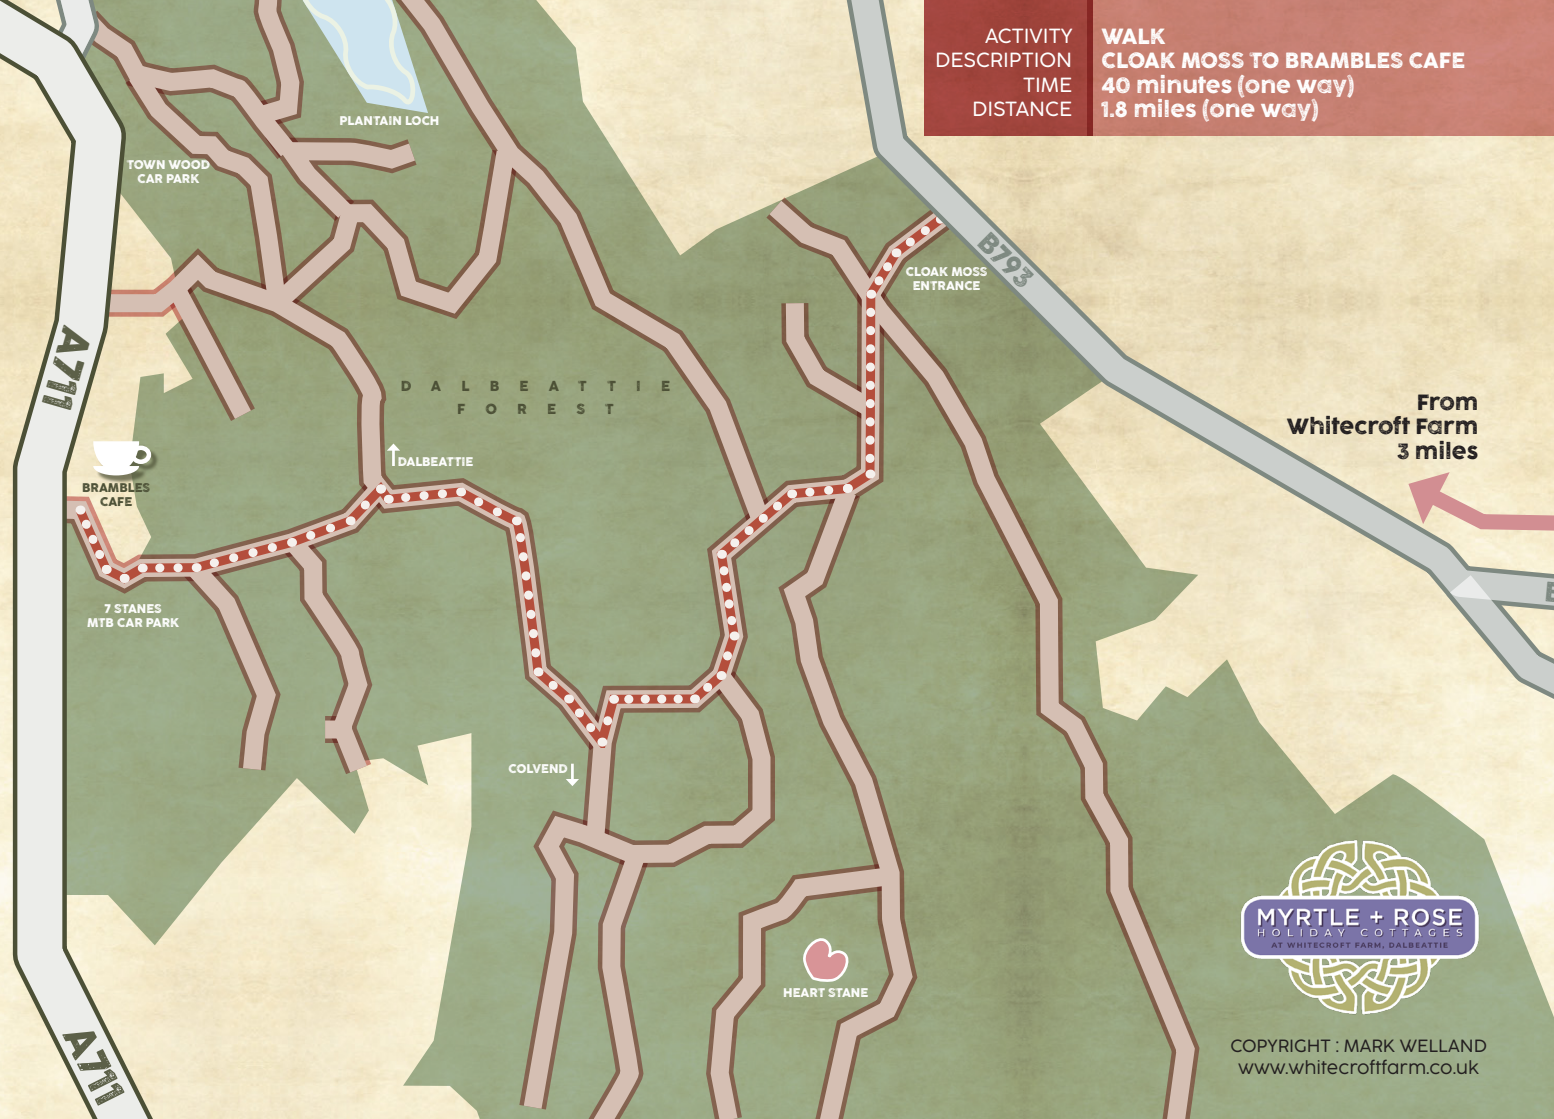 ACTIVITY WALK
DESCRIPTION CLOAK MOSS TO BRAMBLES CAFE
TIME 40 minutes (one way)
DISTANCE 1.8 miles (one way)
PLANTAIN LOCH
TOWN WOOD
CAR PARK
B793
CLOAK MOSS
ENTRANCE
A711
DALBEATTIE
FOREST
From
Whitecroft Farm
3 miles
DALBEATTIE
BRAMBLES
CAFE
7 STANES
MTB CAR PARK
COLVEND
HEART STANE
MYRTLE + ROSE
HOLIDAY COTTAGES
AT WHITECROFT FARM, DALBEATTIE
A711
COPYRIGHT : MARK WELLAND
www.whitecroftfarm.co.uk